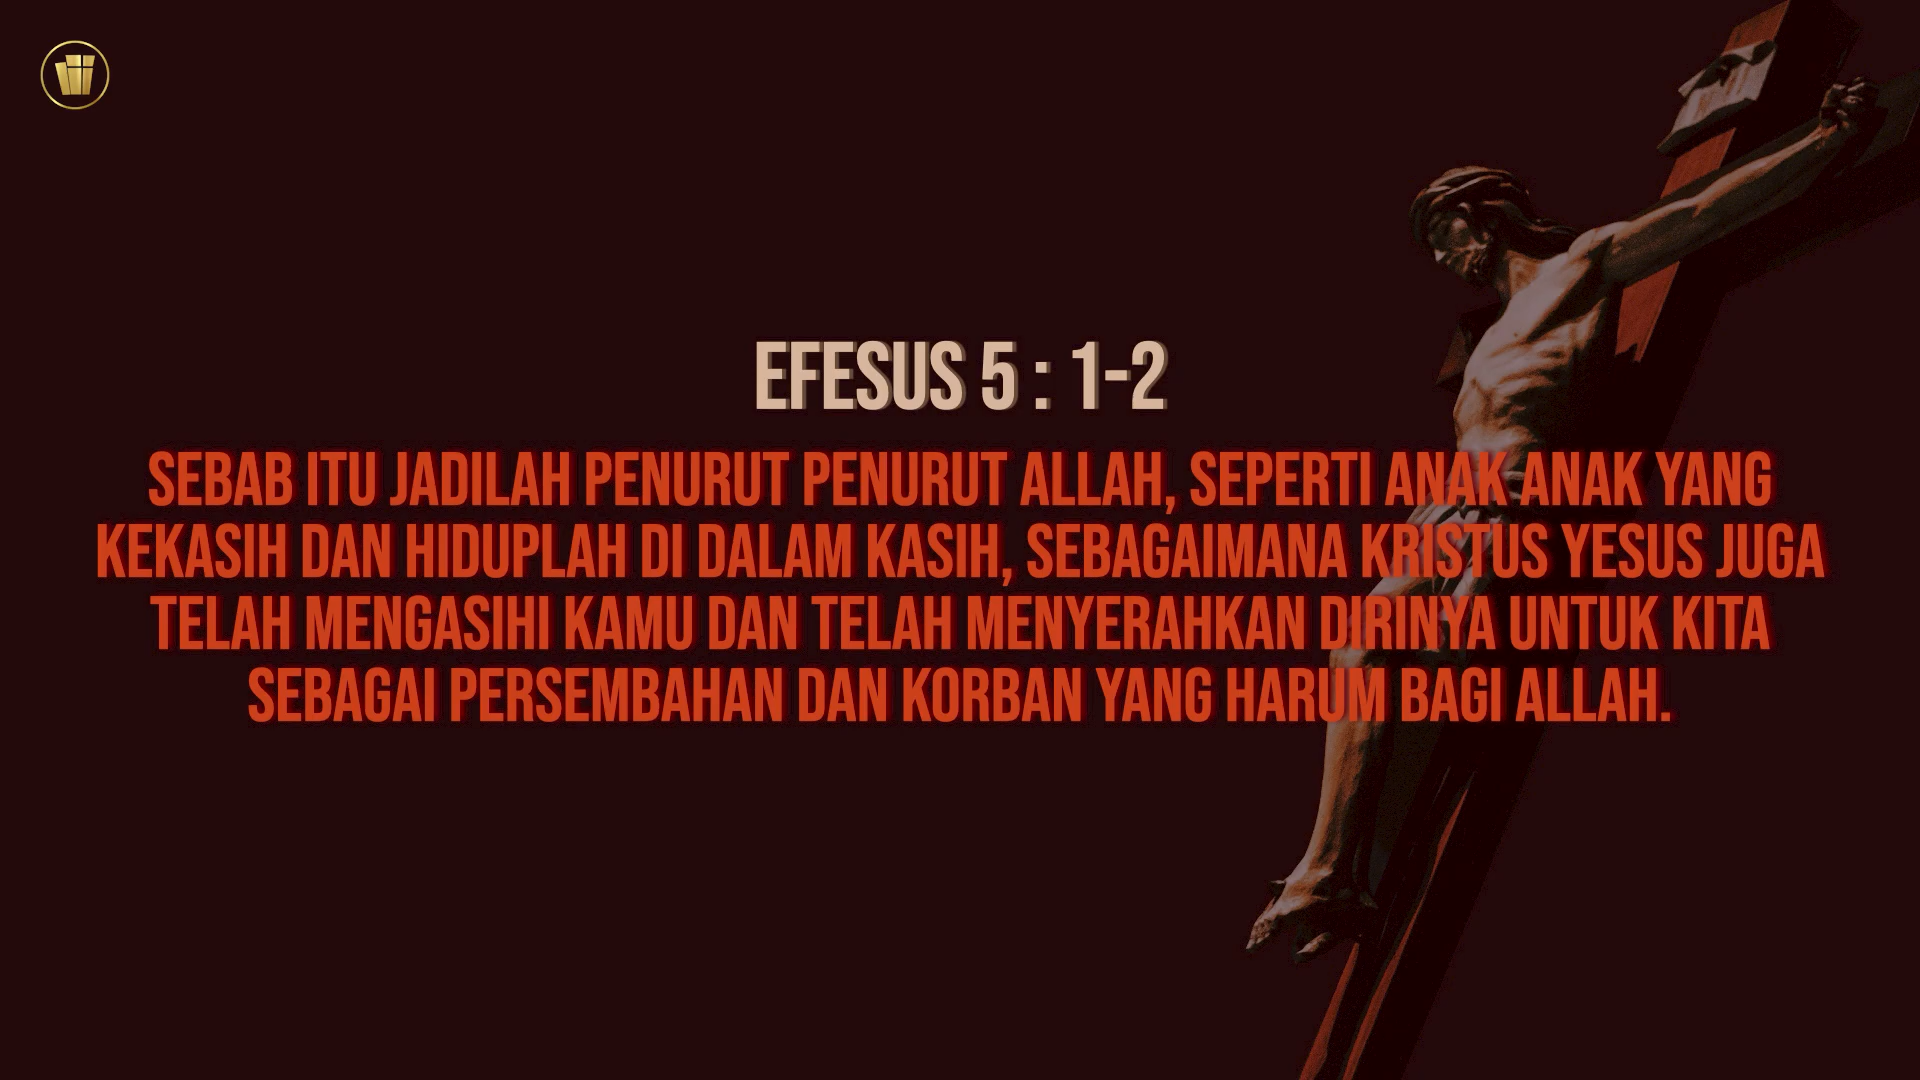 EFESUS 5 : 1-2
SEBAB ITU JADILAH PENURUT PENURUT ALLAH, SEPERTI ANAK ANAK YANG
KEKASIH DAN HIDUPLAH DI DALAM KASIH, SEBAGAIMANA KRISTUS YESUS JUGA
TELAH MENGASIHI KAMU DAN TELAH MENYERAHKAN DIRINYA UNTUK KITA
SEBAGAI PERSEMBAHAN DAN KORBAN YANG HARUM BAGI ALLAH.